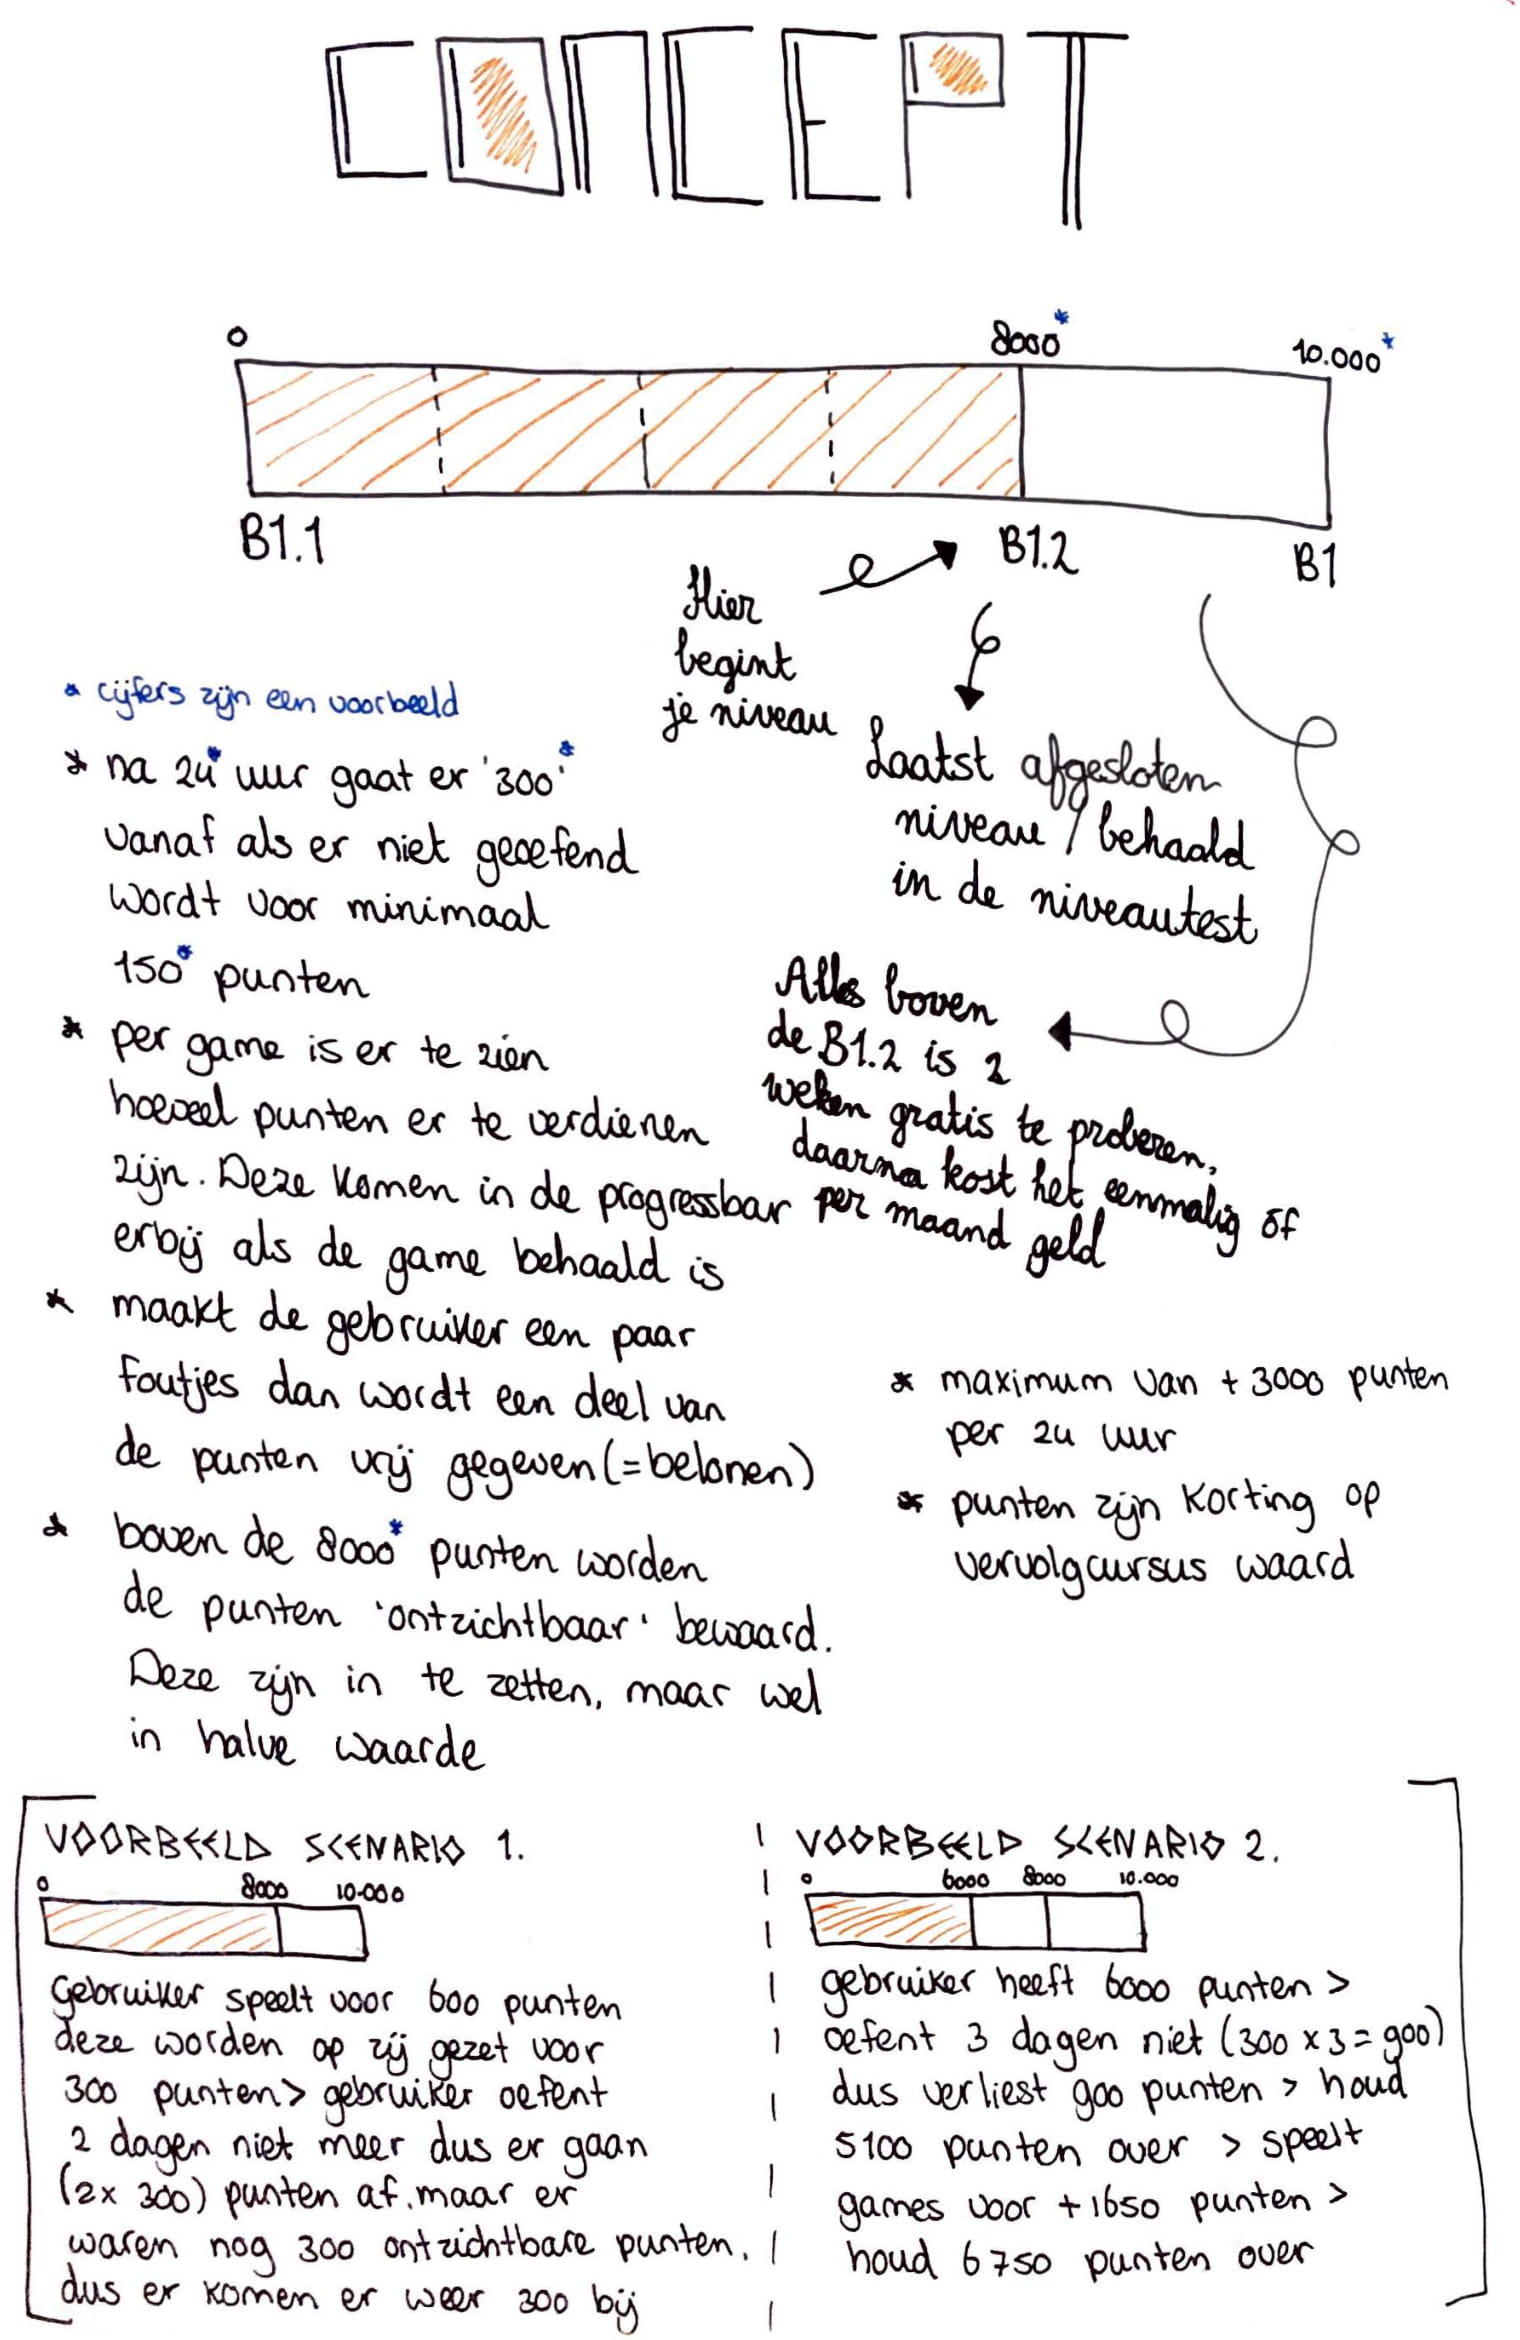 CONCEPT
0
8000*
10.000*
B1.1
B1.2
B1
Hier
begint
je niveau
Laatst afgesloten
niveau / behaald
in de niveautest
Alles boven
de B1.2 is 2
weken gratis te proberen,
daarna kost het eenmalig óf
per maand geld
* cijfers zijn een voorbeeld
* na 24* uur gaat er '300'*
vanaf als er niet geoefend
wordt voor minimaal
150* punten
* per game is er te zien
hoeveel punten er te verdienen
zijn. Deze komen in de progressbar
erbij als de game behaald is
* maakt de gebruiker een paar
foutjes dan wordt een deel van
de punten vrij gegeven (=belonen)
* boven de 8000* punten worden
de punten 'ontzichtbaar' bewaard.
Deze zijn in te zetten, maar wel
in halve waarde
* maximum van + 3000 punten
per 24 uur
* punten zijn korting op
vervolgcursus waard
VOORBEELD SCENARIO 1.
0 8000 10.000
Gebruiker speelt voor 600 punten
deze worden op zij gezet voor
300 punten > gebruiker oefent
2 dagen niet meer dus er gaan
(2x 300) punten af. maar er
waren nog 300 ontzichtbare punten.
dus er komen er weer 300 bij
VOORBEELD SCENARIO 2.
0 6000 8000 10.000
gebruiker heeft 6000 punten >
oefent 3 dagen niet (300 x 3 = 900)
dus verliest 900 punten > houd
5100 punten over > speelt
games voor +1650 punten >
houd 6750 punten over